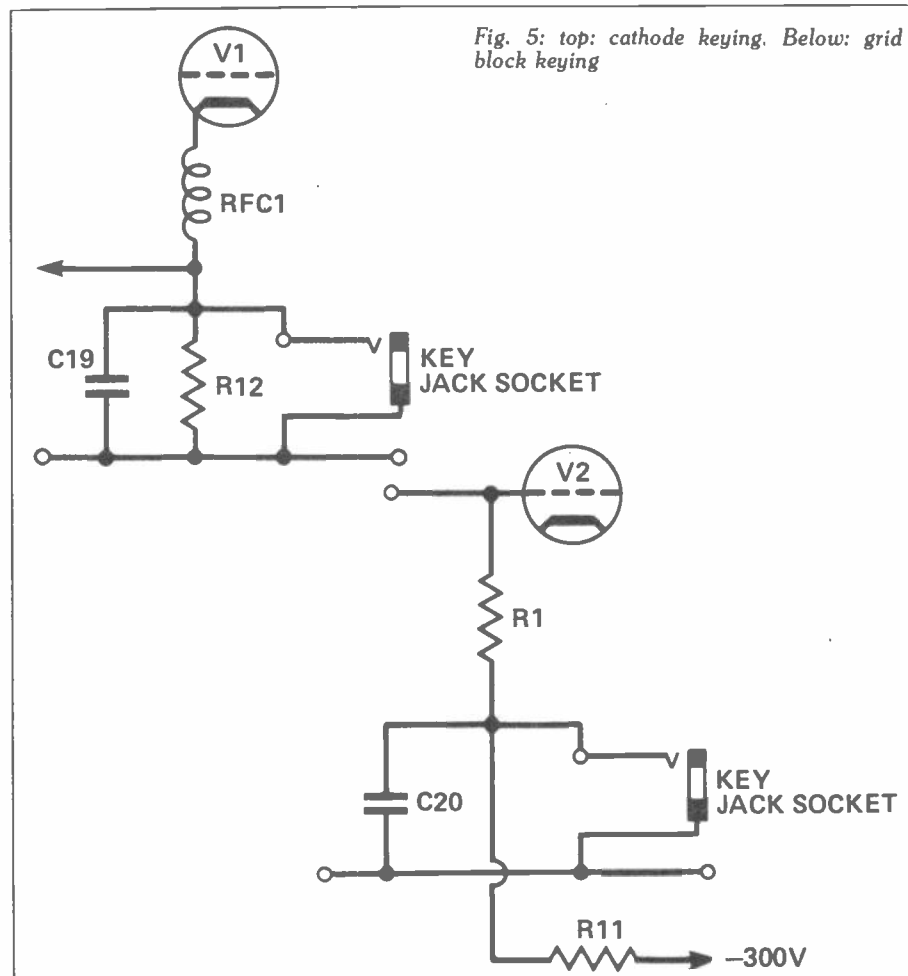 Fig. 5: top: cathode keying. Below: grid
block keying
V1
RFC1
C19
R12
KEY
JACK SOCKET
V2
R1
C20
KEY
JACK SOCKET
R11
–300V